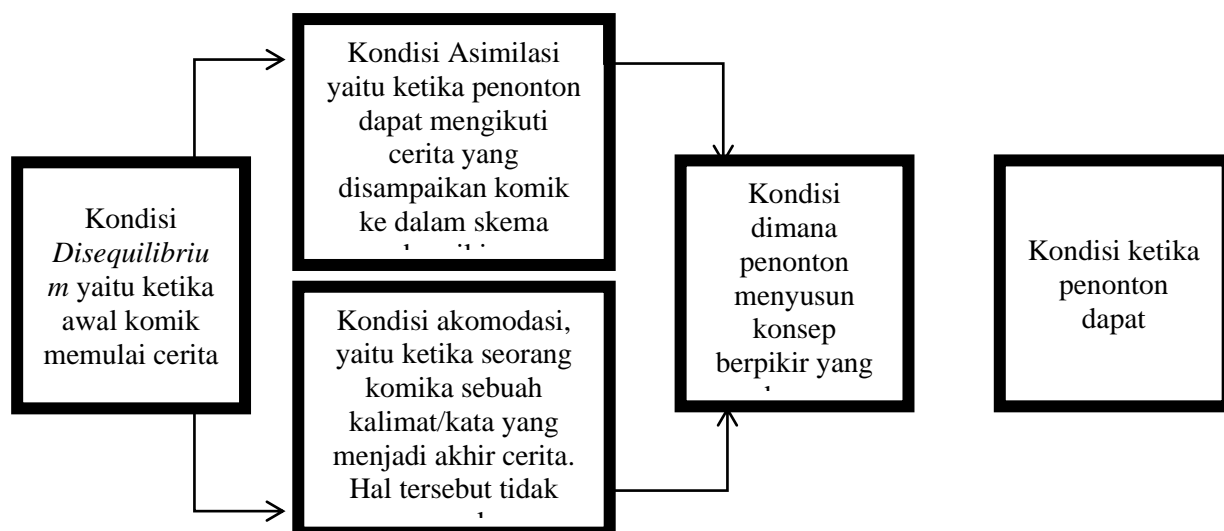 Kondisi
Disequilibriu
m yaitu ketika
awal komik
memulai cerita
Kondisi Asimilasi
yaitu ketika penonton
dapat mengikuti
cerita yang
disampaikan komik
ke dalam skema
Kondisi akomodasi,
yaitu ketika seorang
komika sebuah
kalimat/kata yang
menjadi akhir cerita.
Hal tersebut tidak
Kondisi
dimana
penonton
menyusun
konsep
berpikir yang
Kondisi ketika
penonton
dapat